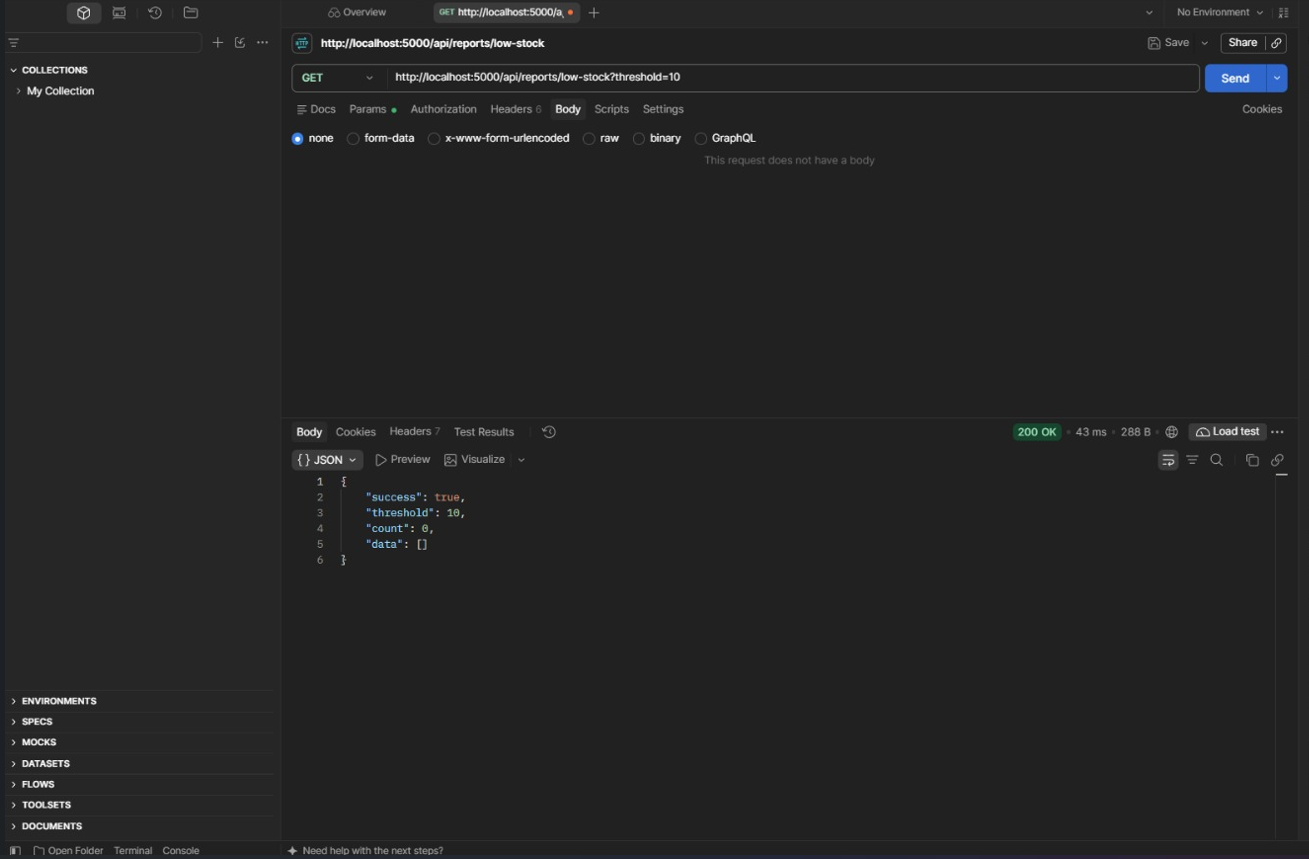 Overview
GET http://localhost:5000/a
No Environment
http://localhost:5000/api/reports/low-stock
Save
Share
COLLECTIONS
My Collection
GET http://localhost:5000/api/reports/low-stock?threshold=10
Send
Docs Params Authorization Headers 6 Body Scripts Settings
Cookies
none form-data x-www-form-urlencoded raw binary GraphQL
This request does not have a body
Body Cookies Headers 7 Test Results
200 OK 43 ms 288 B
Load test
{} JSON Preview Visualize
1 {
2 "success": true,
3 "threshold": 10,
4 "count": 0,
5 "data": []
6 }
ENVIRONMENTS
SPECS
MOCKS
DATASETS
FLOWS
TOOLSETS
DOCUMENTS
Open Folder Terminal Console
Need help with the next steps?